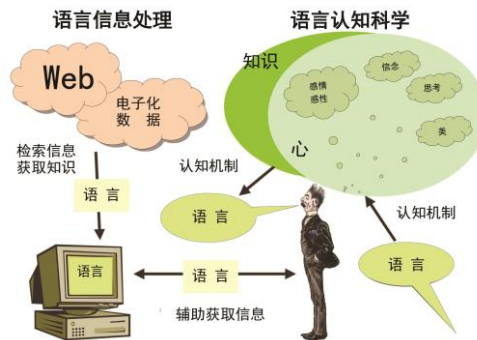 语言信息处理
语言认知科学
Web
电子化
数据
知识
感情
感性
信念
思考
美
心
检索信息
获取知识
语言
认知机制
语言
认知机制
语言
语言
语言
辅助获取信息